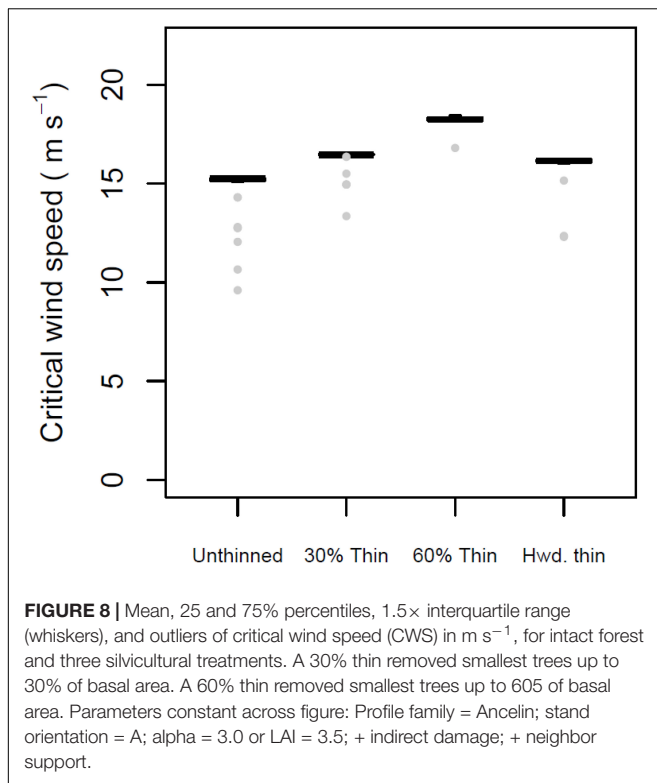 Critical wind speed ( m s⁻¹)
20
15
10
5
0
Unthinned 30% Thin 60% Thin Hwd. thin
FIGURE 8 | Mean, 25 and 75% percentiles, 1.5× interquartile range
(whiskers), and outliers of critical wind speed (CWS) in m s⁻¹, for intact forest
and three silvicultural treatments. A 30% thin removed smallest trees up to
30% of basal area. A 60% thin removed smallest trees up to 605 of basal
area. Parameters constant across figure: Profile family = Ancelin; stand
orientation = A; alpha = 3.0 or LAI = 3.5; + indirect damage; + neighbor
support.